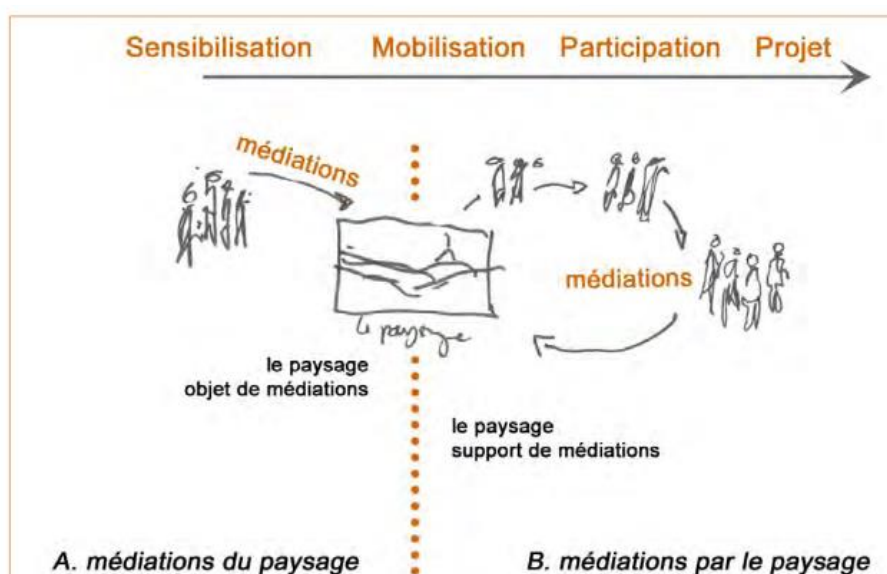 Sensibilisation Mobilisation Participation Projet
médiations
le paysage
médiations
le paysage
objet de médiations
le paysage
support de médiations
A. médiations du paysage
B. médiations par le paysage